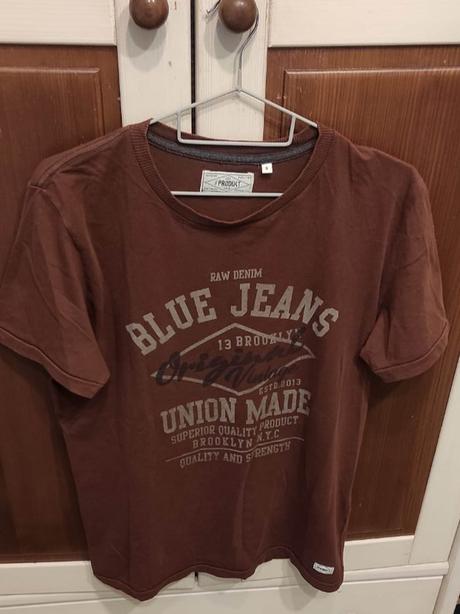 PRODUKT
RAW DENIM
BLUE JEANS
13 BROOKLYN
Original
Vintage
ESTD.2013
UNION MADE
SUPERIOR QUALITY PRODUCT
BROOKLYN N.Y.C
QUALITY AND STRENGTH